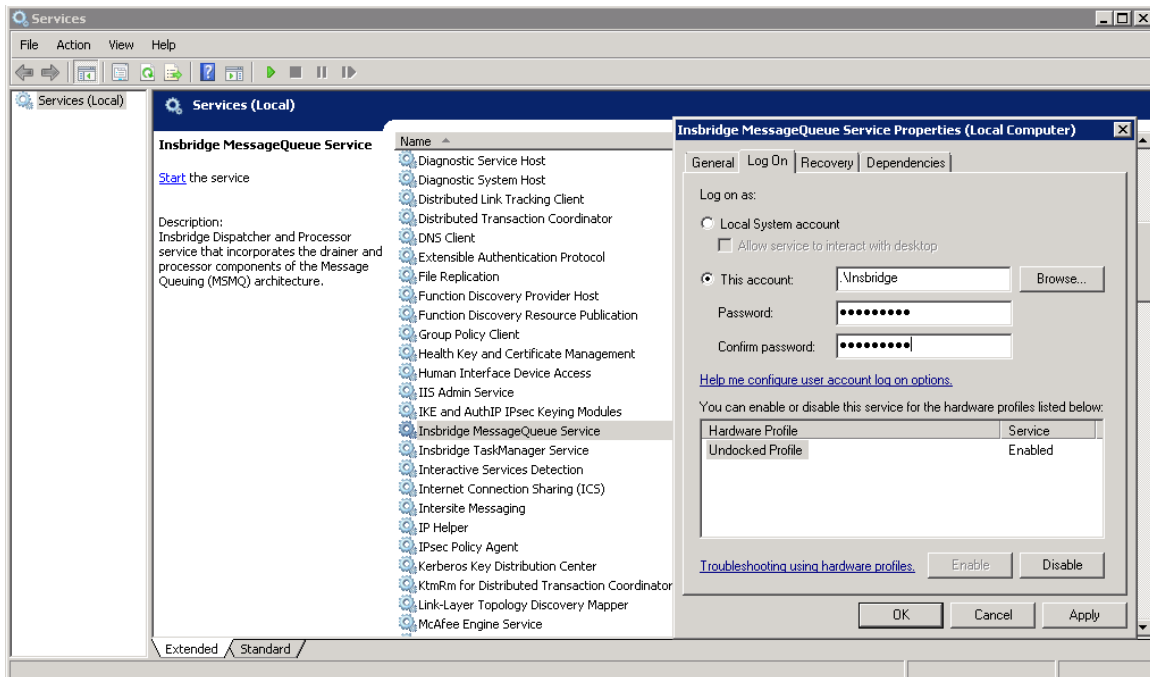 Services
File Action View Help
Services (Local)
Services (Local)
Insbridge MessageQueue Service
Start the service
Description:
Insbridge Dispatcher and Processor
service that incorporates the drainer and
processor components of the Message
Queuing (MSMQ) architecture.
Name
Diagnostic Service Host
Diagnostic System Host
Distributed Link Tracking Client
Distributed Transaction Coordinator
DNS Client
Extensible Authentication Protocol
File Replication
Function Discovery Provider Host
Function Discovery Resource Publication
Group Policy Client
Health Key and Certificate Management
Human Interface Device Access
IIS Admin Service
IKE and AuthIP IPsec Keying Modules
Insbridge MessageQueue Service
Insbridge TaskManager Service
Interactive Services Detection
Internet Connection Sharing (ICS)
Intersite Messaging
IP Helper
IPsec Policy Agent
Kerberos Key Distribution Center
KtmRm for Distributed Transaction Coordinator
Link-Layer Topology Discovery Mapper
McAfee Engine Service
Extended Standard
Insbridge MessageQueue Service Properties (Local Computer)
General Log On Recovery Dependencies
Log on as:
Local System account
Allow service to interact with desktop
This account: .\Insbridge Browse...
Password: •••••••••
Confirm password: •••••••••
Help me configure user account log on options.
You can enable or disable this service for the hardware profiles listed below:
Hardware Profile Service
Undocked Profile Enabled
Troubleshooting using hardware profiles. Enable Disable
OK Cancel Apply